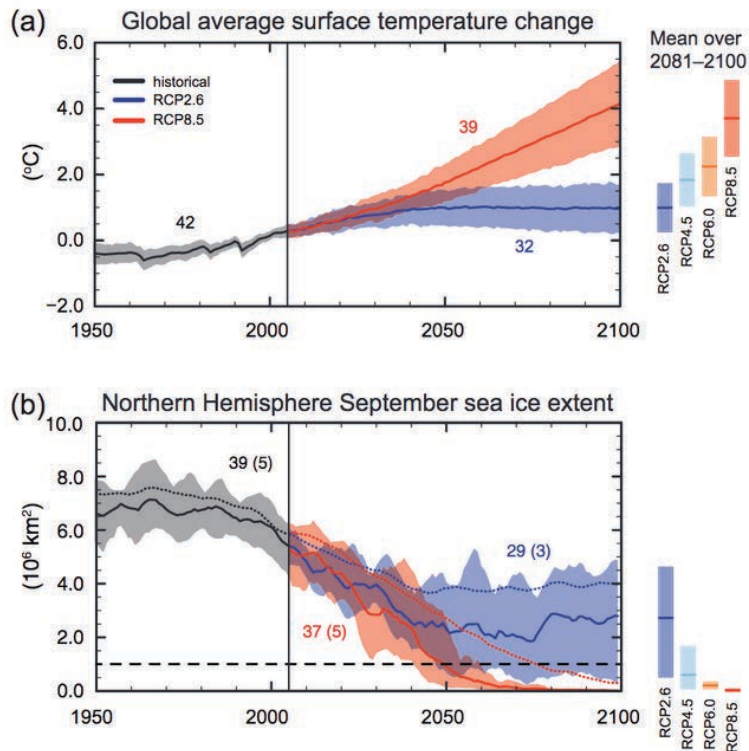 (a) Global average surface temperature change
6.0
4.0
2.0
0.0
−2.0
(°C)
historical
RCP2.6
RCP8.5
42
39
32
1950
2000
2050
2100
Mean over
2081–2100
RCP2.6
RCP4.5
RCP6.0
RCP8.5
(b) Northern Hemisphere September sea ice extent
10.0
8.0
6.0
4.0
2.0
0.0
(10⁶ km²)
39 (5)
29 (3)
37 (5)
1950
2000
2050
2100
RCP2.6
RCP4.5
RCP6.0
RCP8.5